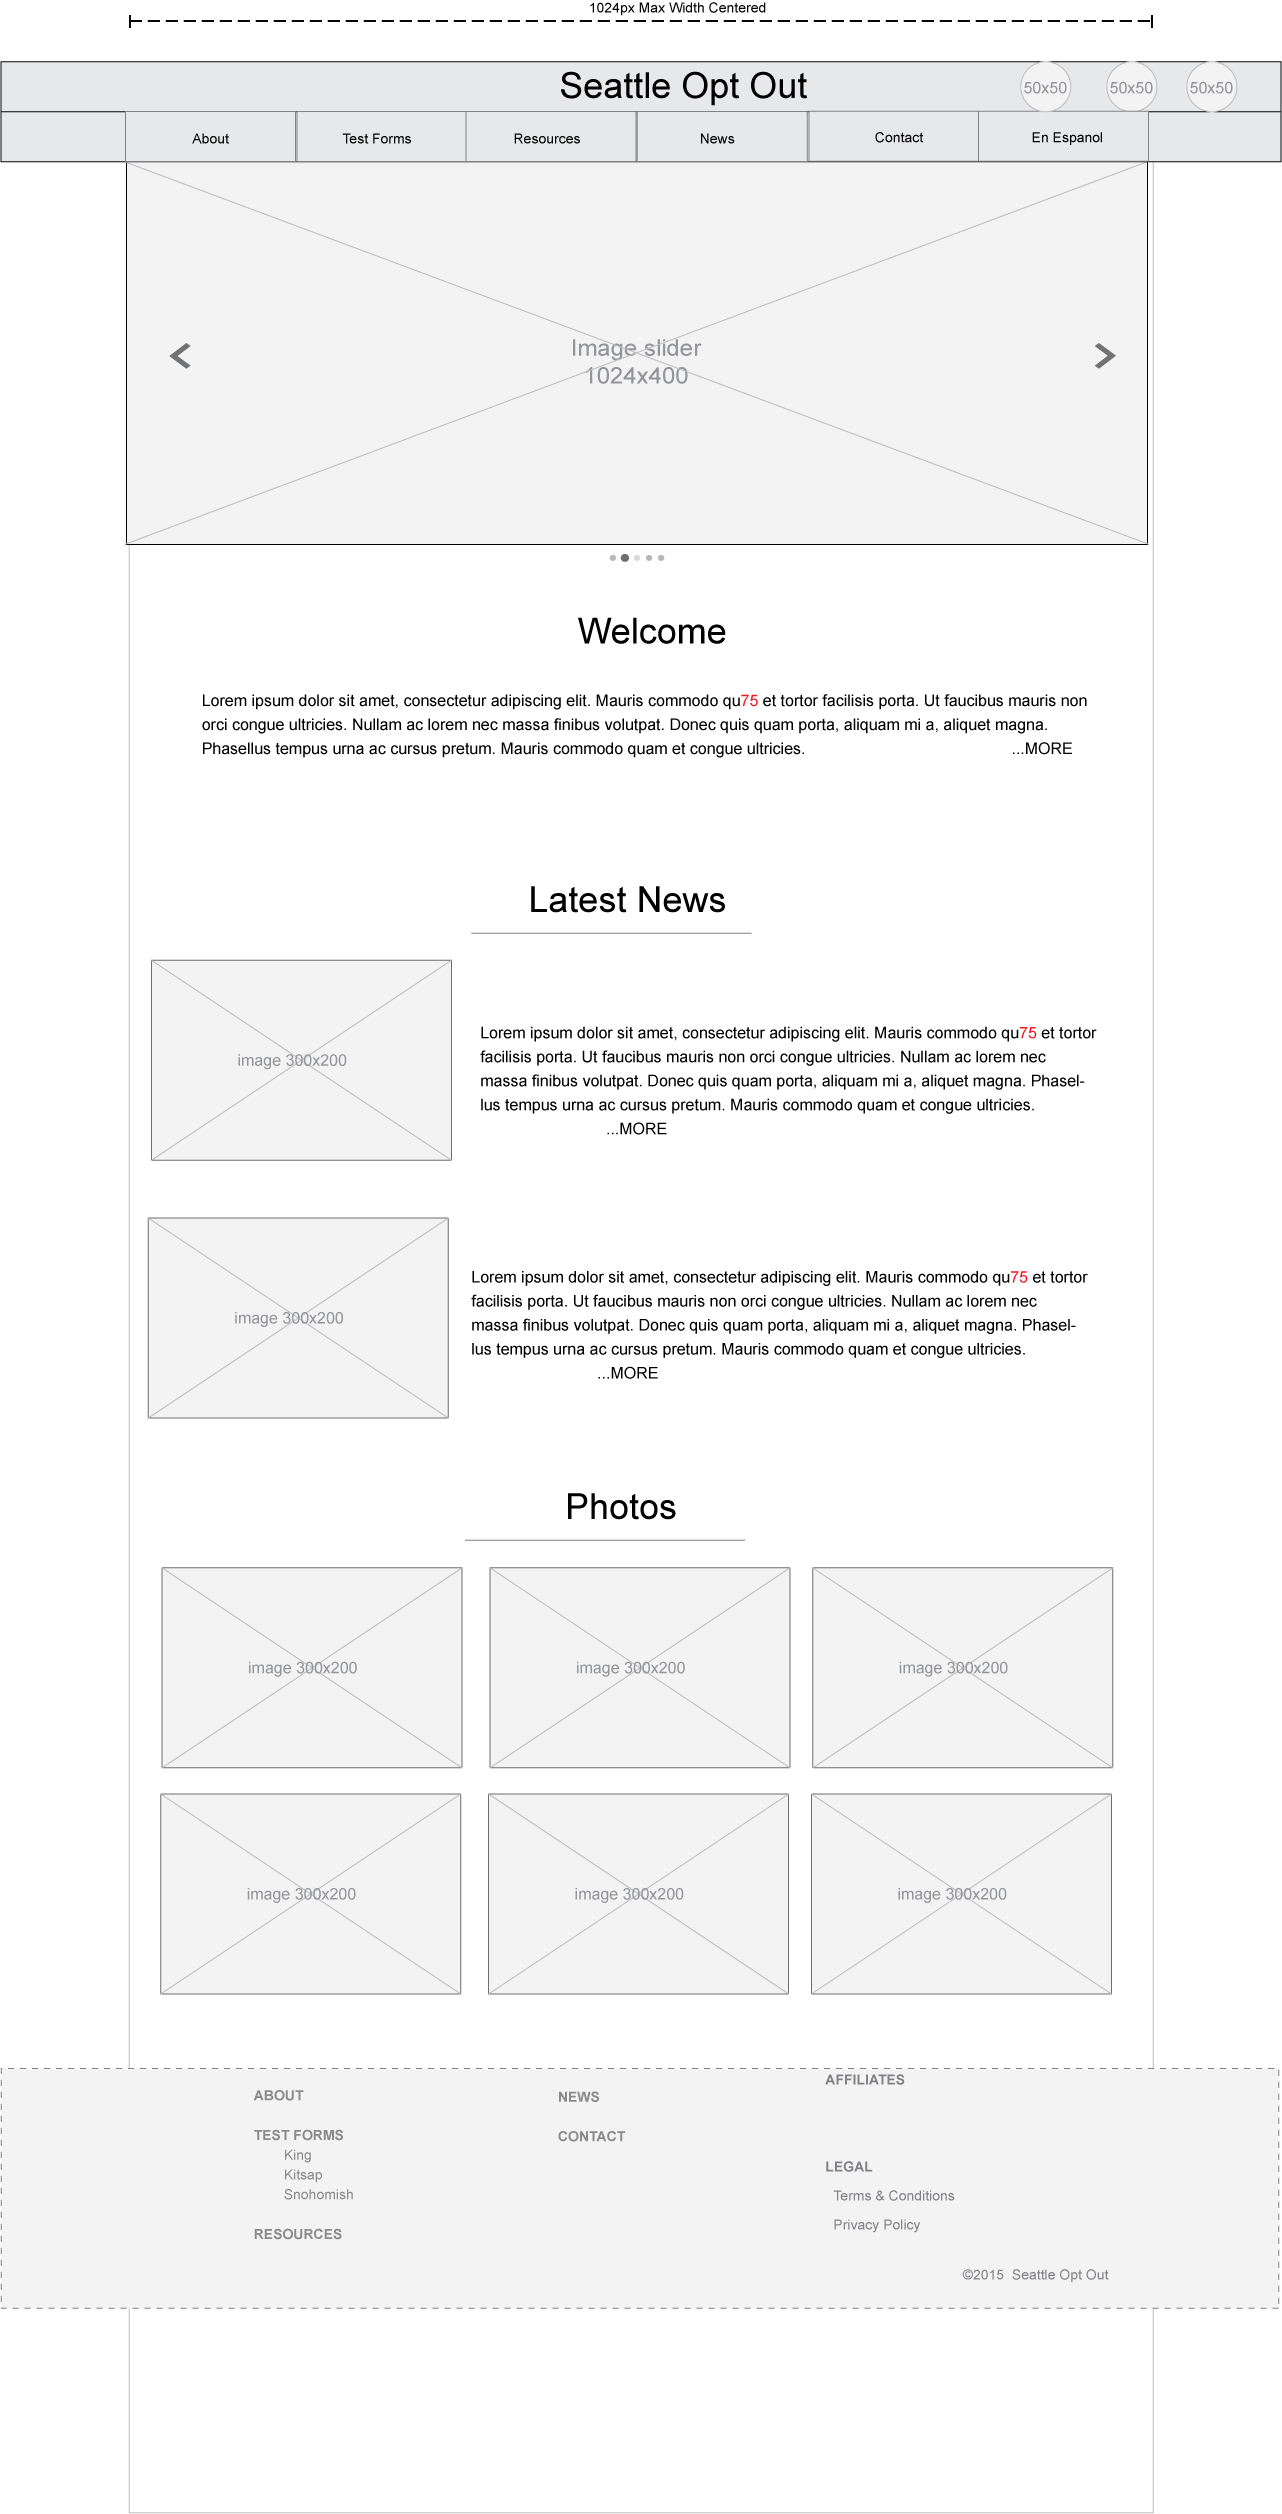 1024px Max Width Centered
Seattle Opt Out
50x50 50x50 50x50
About Test Forms Resources News Contact En Espanol
Image slider
1024x400
Welcome
Lorem ipsum dolor sit amet, consectetur adipiscing elit. Mauris commodo qu75 et tortor facilisis porta. Ut faucibus mauris non
orci congue ultricies. Nullam ac lorem nec massa finibus volutpat. Donec quis quam porta, aliquam mi a, aliquet magna.
Phasellus tempus urna ac cursus pretum. Mauris commodo quam et congue ultricies. ...MORE
Latest News
image 300x200
Lorem ipsum dolor sit amet, consectetur adipiscing elit. Mauris commodo qu75 et tortor
facilisis porta. Ut faucibus mauris non orci congue ultricies. Nullam ac lorem nec
massa finibus volutpat. Donec quis quam porta, aliquam mi a, aliquet magna. Phasel-
lus tempus urna ac cursus pretum. Mauris commodo quam et congue ultricies.
...MORE
image 300x200
Lorem ipsum dolor sit amet, consectetur adipiscing elit. Mauris commodo qu75 et tortor
facilisis porta. Ut faucibus mauris non orci congue ultricies. Nullam ac lorem nec
massa finibus volutpat. Donec quis quam porta, aliquam mi a, aliquet magna. Phasel-
lus tempus urna ac cursus pretum. Mauris commodo quam et congue ultricies.
...MORE
Photos
image 300x200 image 300x200 image 300x200
image 300x200 image 300x200 image 300x200
ABOUT
TEST FORMS
King
Kitsap
Snohomish
RESOURCES
NEWS
CONTACT
AFFILIATES
LEGAL
Terms & Conditions
Privacy Policy
©2015 Seattle Opt Out